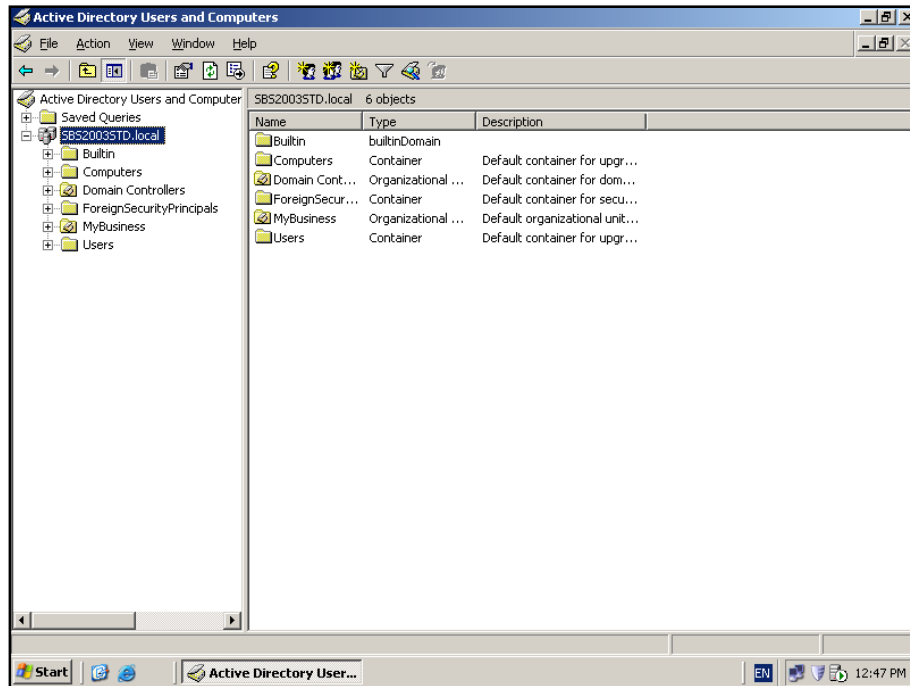 Active Directory Users and Computers
File Action View Window Help
Active Directory Users and Computer
Saved Queries
SBS2003STD.local
Builtin
Computers
Domain Controllers
ForeignSecurityPrincipals
MyBusiness
Users
SBS2003STD.local 6 objects
Name Type Description
Builtin builtinDomain
Computers Container Default container for upgr...
Domain Cont... Organizational ... Default container for dom...
ForeignSecur... Container Default container for secu...
MyBusiness Organizational ... Default organizational unit...
Users Container Default container for upgr...
Start Active Directory User... EN 12:47 PM